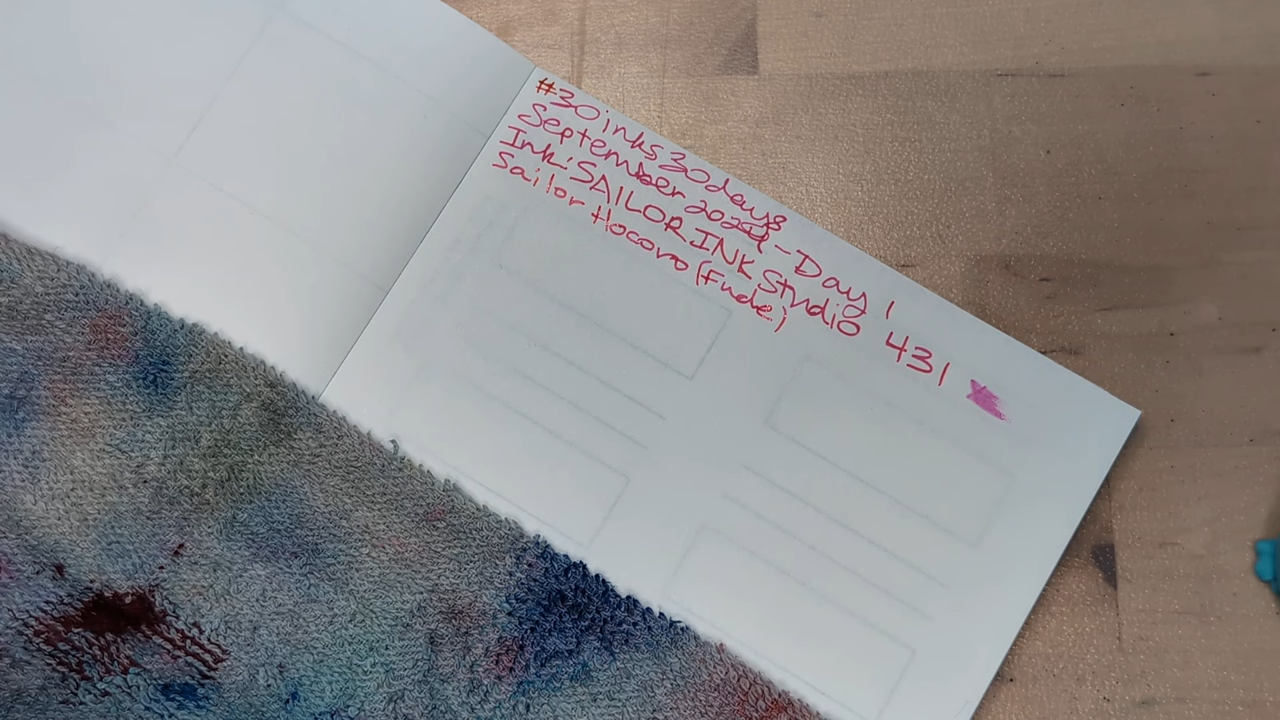 #30inks30days
September 2024 - Day 1
Ink: SAILOR INK Studio 431
Sailor Hocoro (Fude)